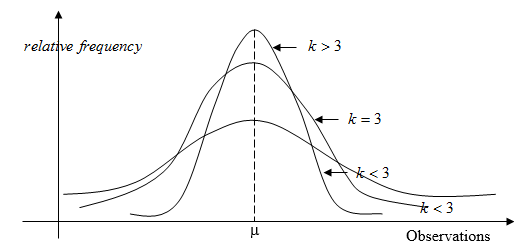 relative frequency
k > 3
k = 3
k < 3
k < 3
μ
Observations